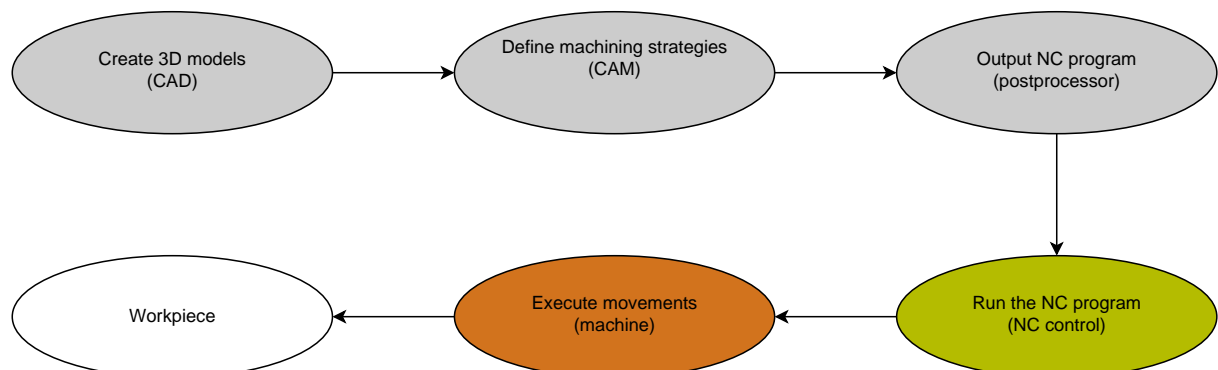 Create 3D models
(CAD)
Define machining strategies
(CAM)
Output NC program
(postprocessor)
Workpiece
Execute movements
(machine)
Run the NC program
(NC control)